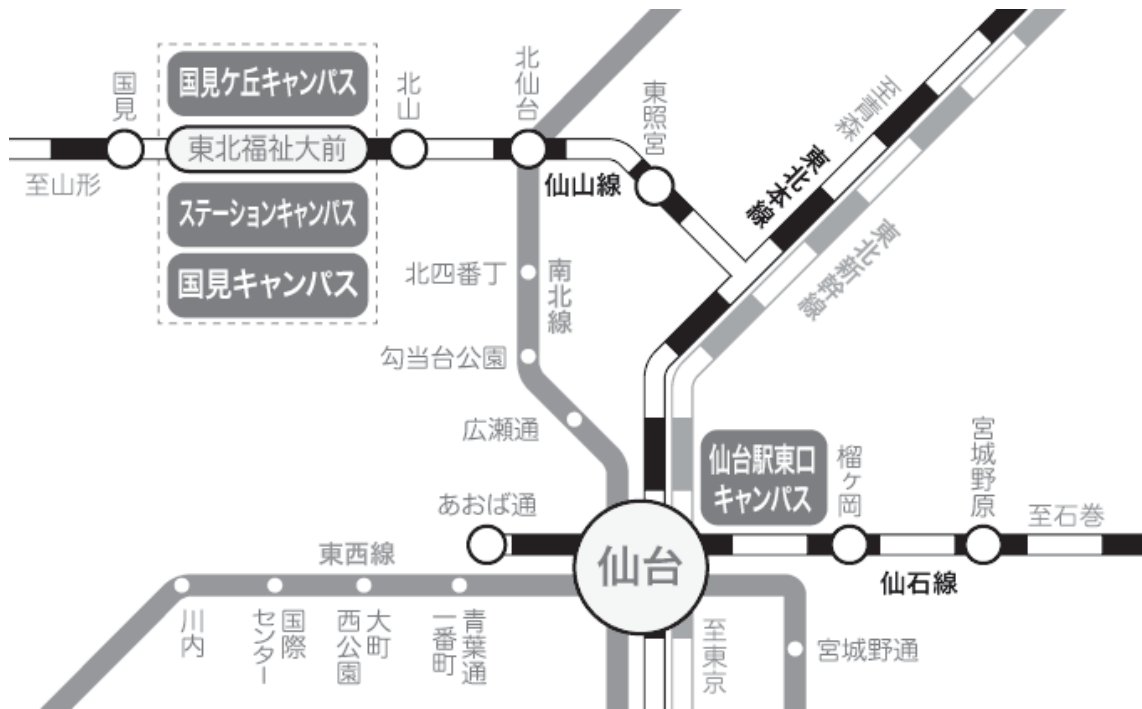 国見ケ丘キャンパス
国見
東北福祉大前
北山
北仙台
東照宮
至青森
至山形
仙山線
東北本線
東北新幹線
ステーションキャンパス
国見キャンパス
北四番丁
南北線
勾当台公園
広瀬通
仙台駅東口
キャンパス
榴ヶ岡
宮城野原
至石巻
あおば通
仙台
仙石線
東西線
川内
国際
センター
大町
西公園
青葉通
一番町
至東京
宮城野通